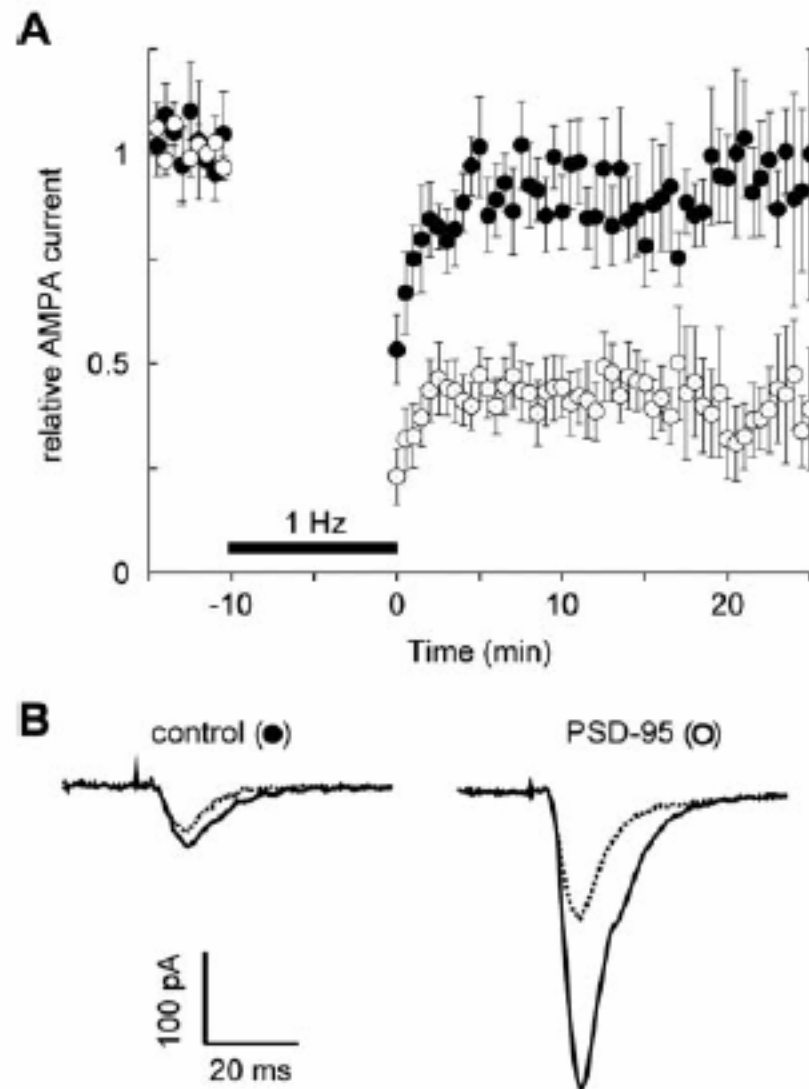 A
relative AMPA current
1
0.5
0
1 Hz
-10 0 10 20
Time (min)
B
control (●) PSD-95 (○)
100 pA
20 ms